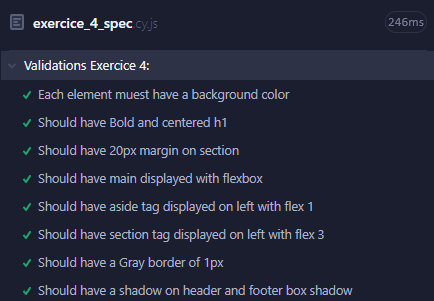 exercice_4_spec.cy.js 246ms
Validations Exercice 4:
Each element muest have a background color
Should have Bold and centered h1
Should have 20px margin on section
Should have main displayed with flexbox
Should have aside tag displayed on left with flex 1
Should have section tag displayed on left with flex 3
Should have a Gray border of 1px
Should have a shadow on header and footer box shadow